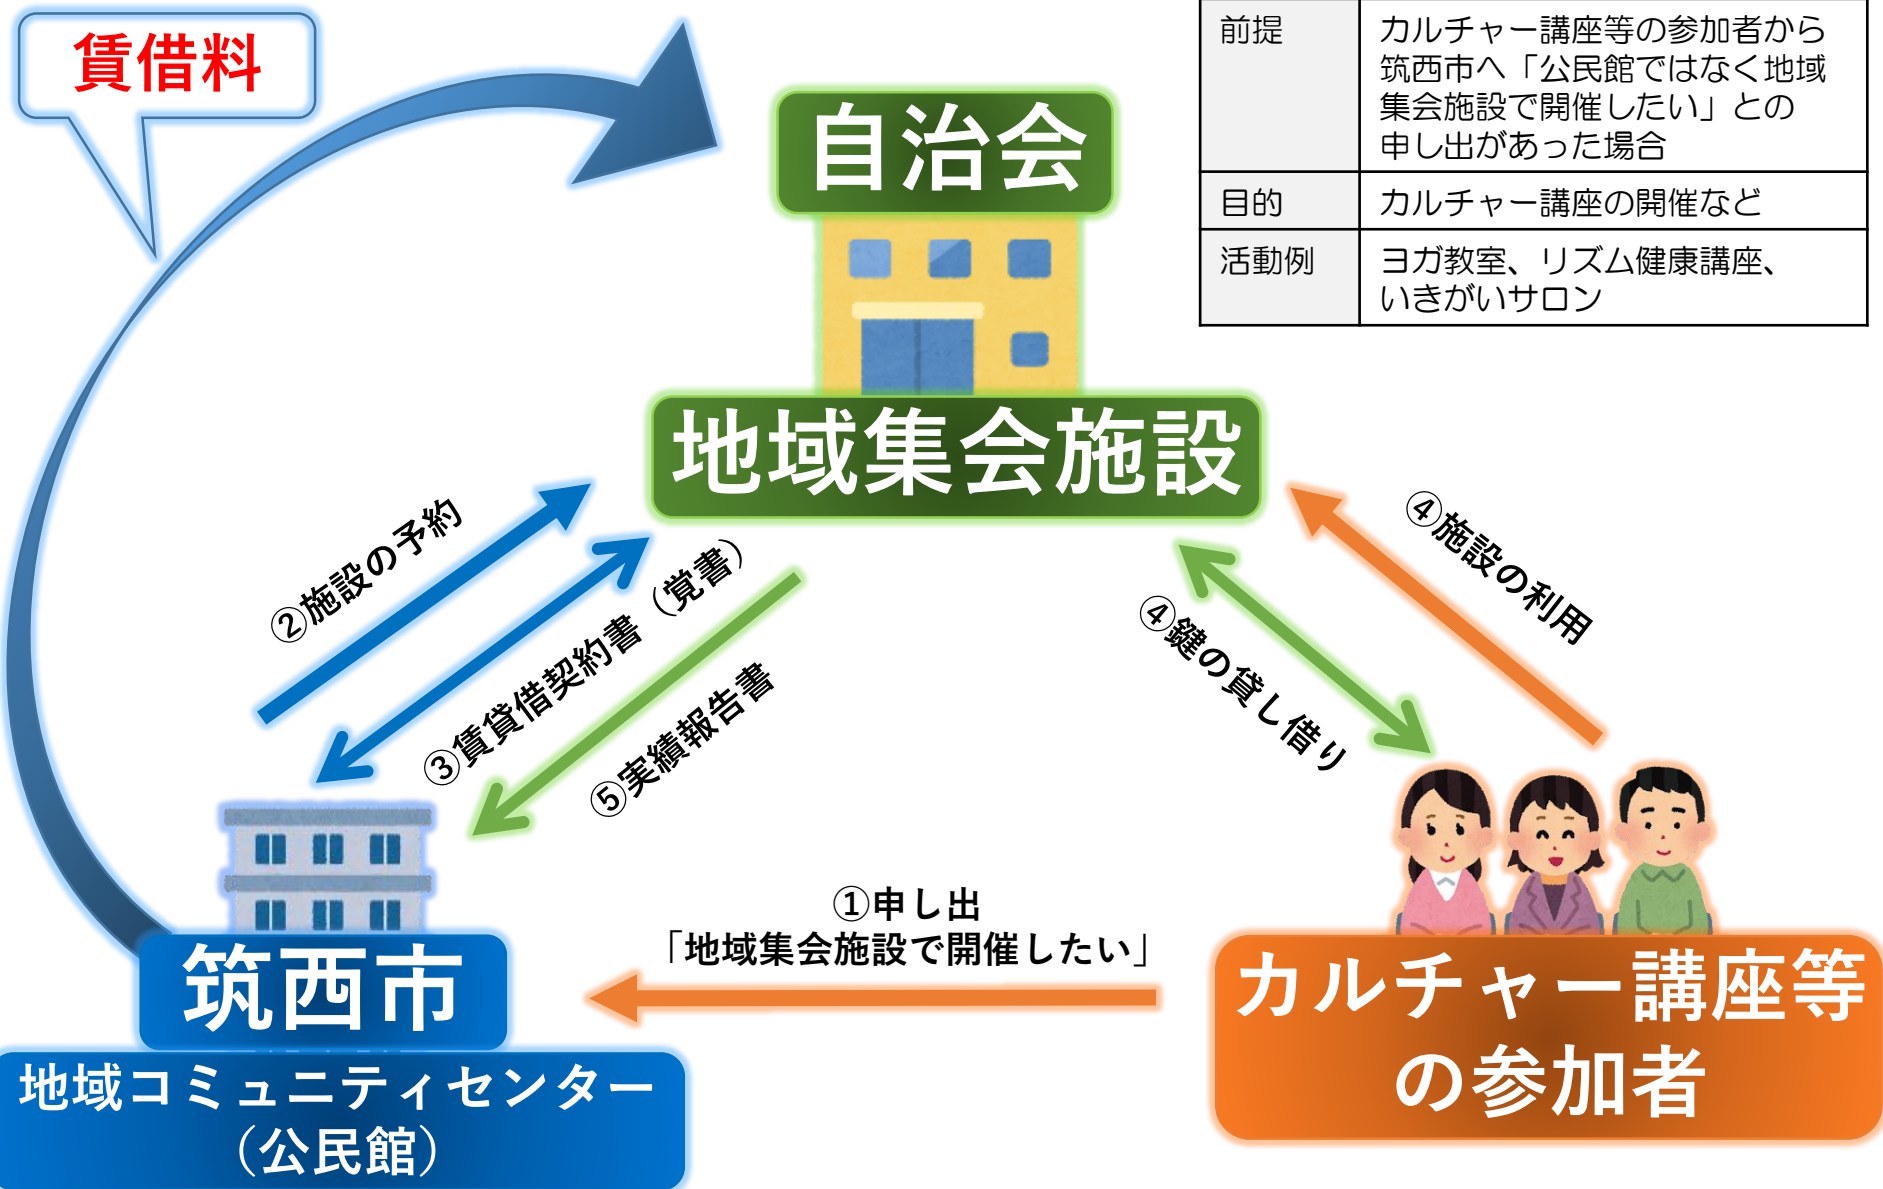 賃借料
前提
カルチャー講座等の参加者から
筑西市へ「公民館ではなく地域
集会施設で開催したい」との
申し出があった場合
目的
カルチャー講座の開催など
活動例
ヨガ教室、リズム健康講座、
いきがいサロン
自治会
地域集会施設
②施設の予約
③賃貸借契約書（覚書）
⑤実績報告書
④鍵の貸し借り
④施設の利用
①申し出
「地域集会施設で開催したい」
筑西市
地域コミュニティセンター
（公民館）
カルチャー講座等
の参加者